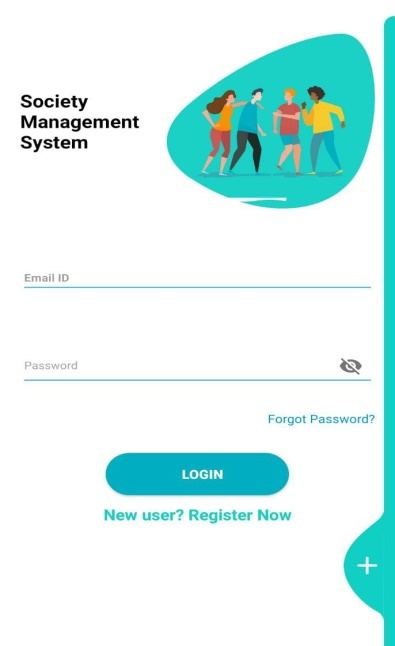 Society
Management
System
Email ID
Password
Forgot Password?
LOGIN
New user? Register Now
+